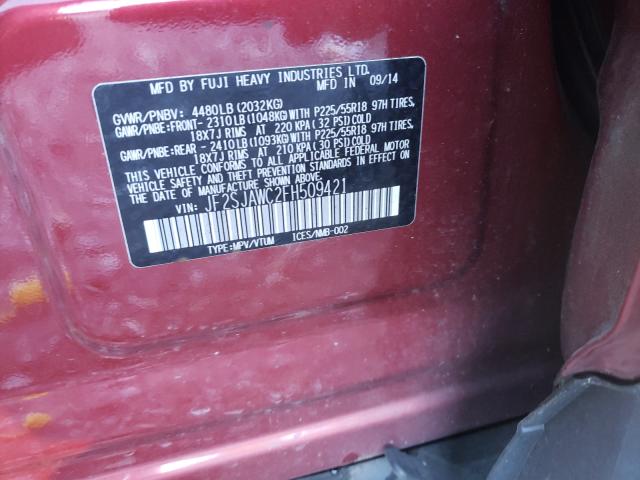 MFD BY FUJI HEAVY INDUSTRIES LTD.
MFD IN 09/14
GVWR/PNBV: 4480LB(2032KG)
GAWR/PNBE:FRONT- 2310LB(1048KG)WITH P225/55R18 97H TIRES,
18X7J RIMS AT 220 KPA(32 PSI)COLD
GAWR/PNBE:REAR - 2410LB(1093KG)WITH P225/55R18 97H TIRES,
18X7J RIMS AT 210 KPA(30 PSI)COLD
THIS VEHICLE CONFORMS TO ALL APPLICABLE FEDERAL MOTOR
VEHICLE SAFETY AND THEFT PREVENTION STANDARDS IN EFFECT
ON THE DATE OF MANUFACTURE SHOWN ABOVE.
VIN: JF2SJAWC2FH509421
TYPE:MPV/VTUM ICES/NMB-002